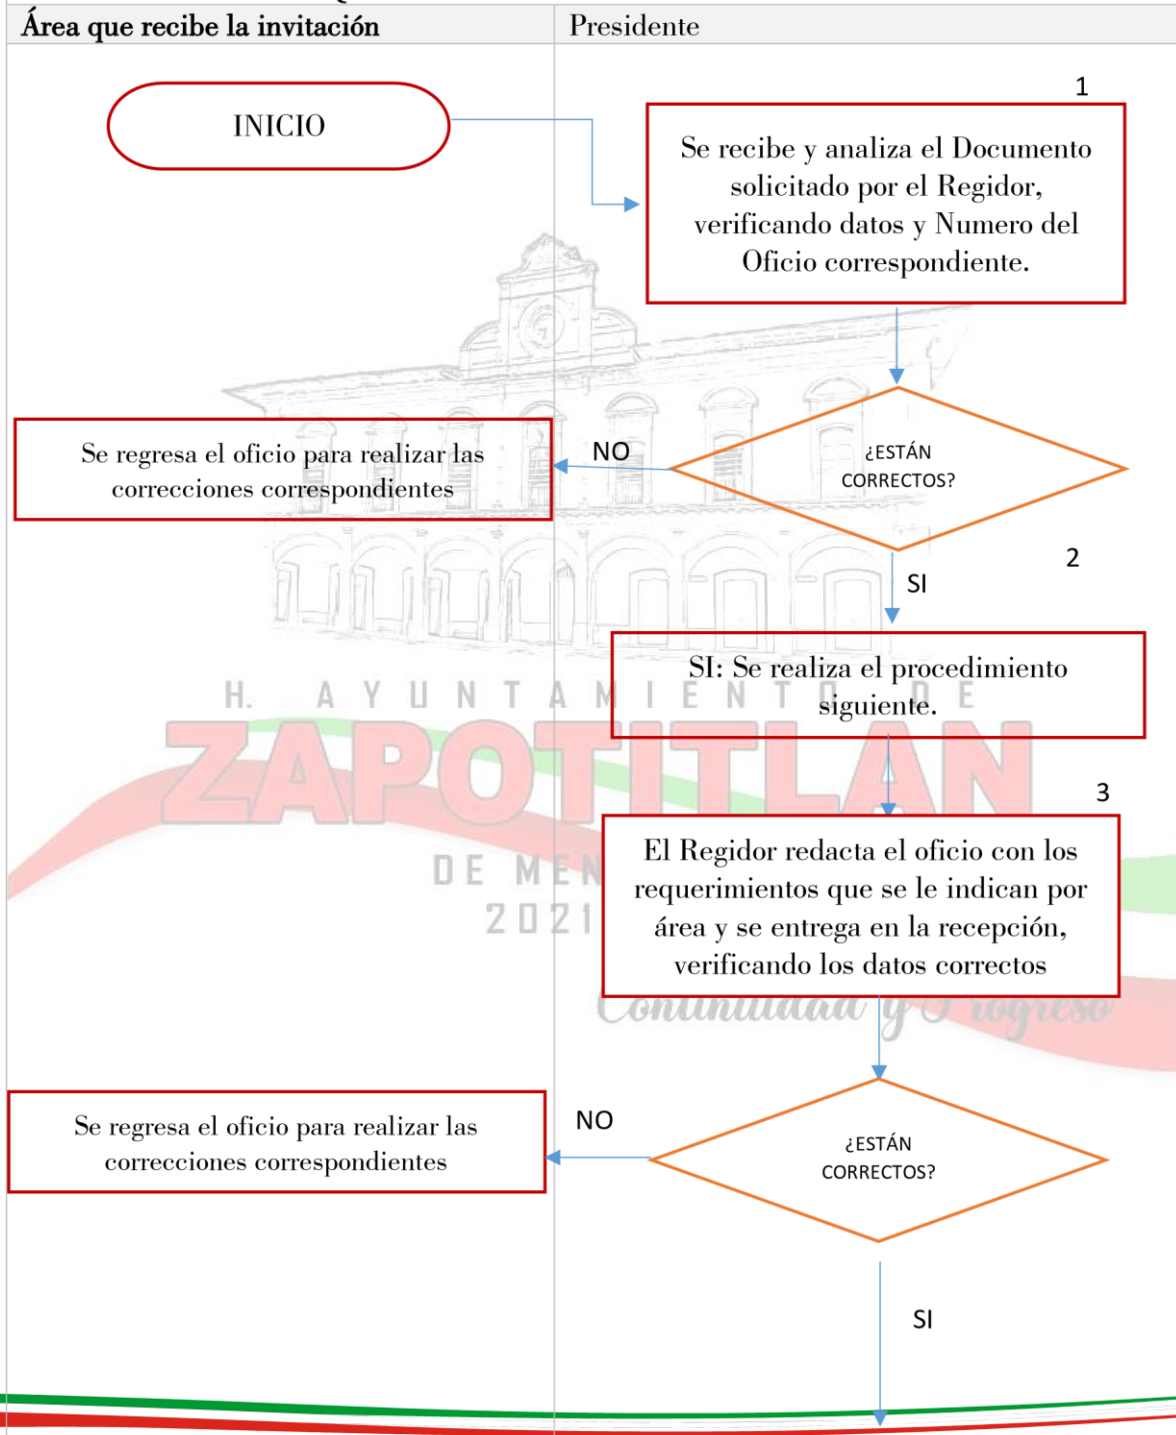 Área que recibe la invitación
Presidente
1
INICIO
Se recibe y analiza el Documento
solicitado por el Regidor,
verificando datos y Numero del
Oficio correspondiente.
Se regresa el oficio para realizar las
correcciones correspondientes
NO
¿ESTÁN
CORRECTOS?
2
SI
SI: Se realiza el procedimiento
siguiente.
H. AYUNTAMIENTO DE
ZAPOTITLAN
3
El Regidor redacta el oficio con los
requerimientos que se le indican por
área y se entrega en la recepción,
verificando los datos correctos
DE MEN
2021
Continuidad y Progreso
Se regresa el oficio para realizar las
correcciones correspondientes
NO
¿ESTÁN
CORRECTOS?
SI